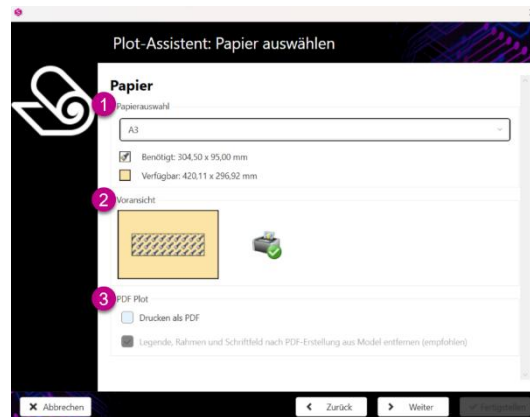 Plot-Assistent: Papier auswählen
Papier
1
Papierauswahl
A3
Benötigt: 304,50 x 95,00 mm
Verfügbar: 420,11 x 296,92 mm
2
Voransicht
3
PDF Plot
Drucken als PDF
Legende, Rahmen und Schriftfeld nach PDF-Erstellung aus Model entfernen (empfohlen)
Abbrechen
Zurück
Weiter
Fertigstellen